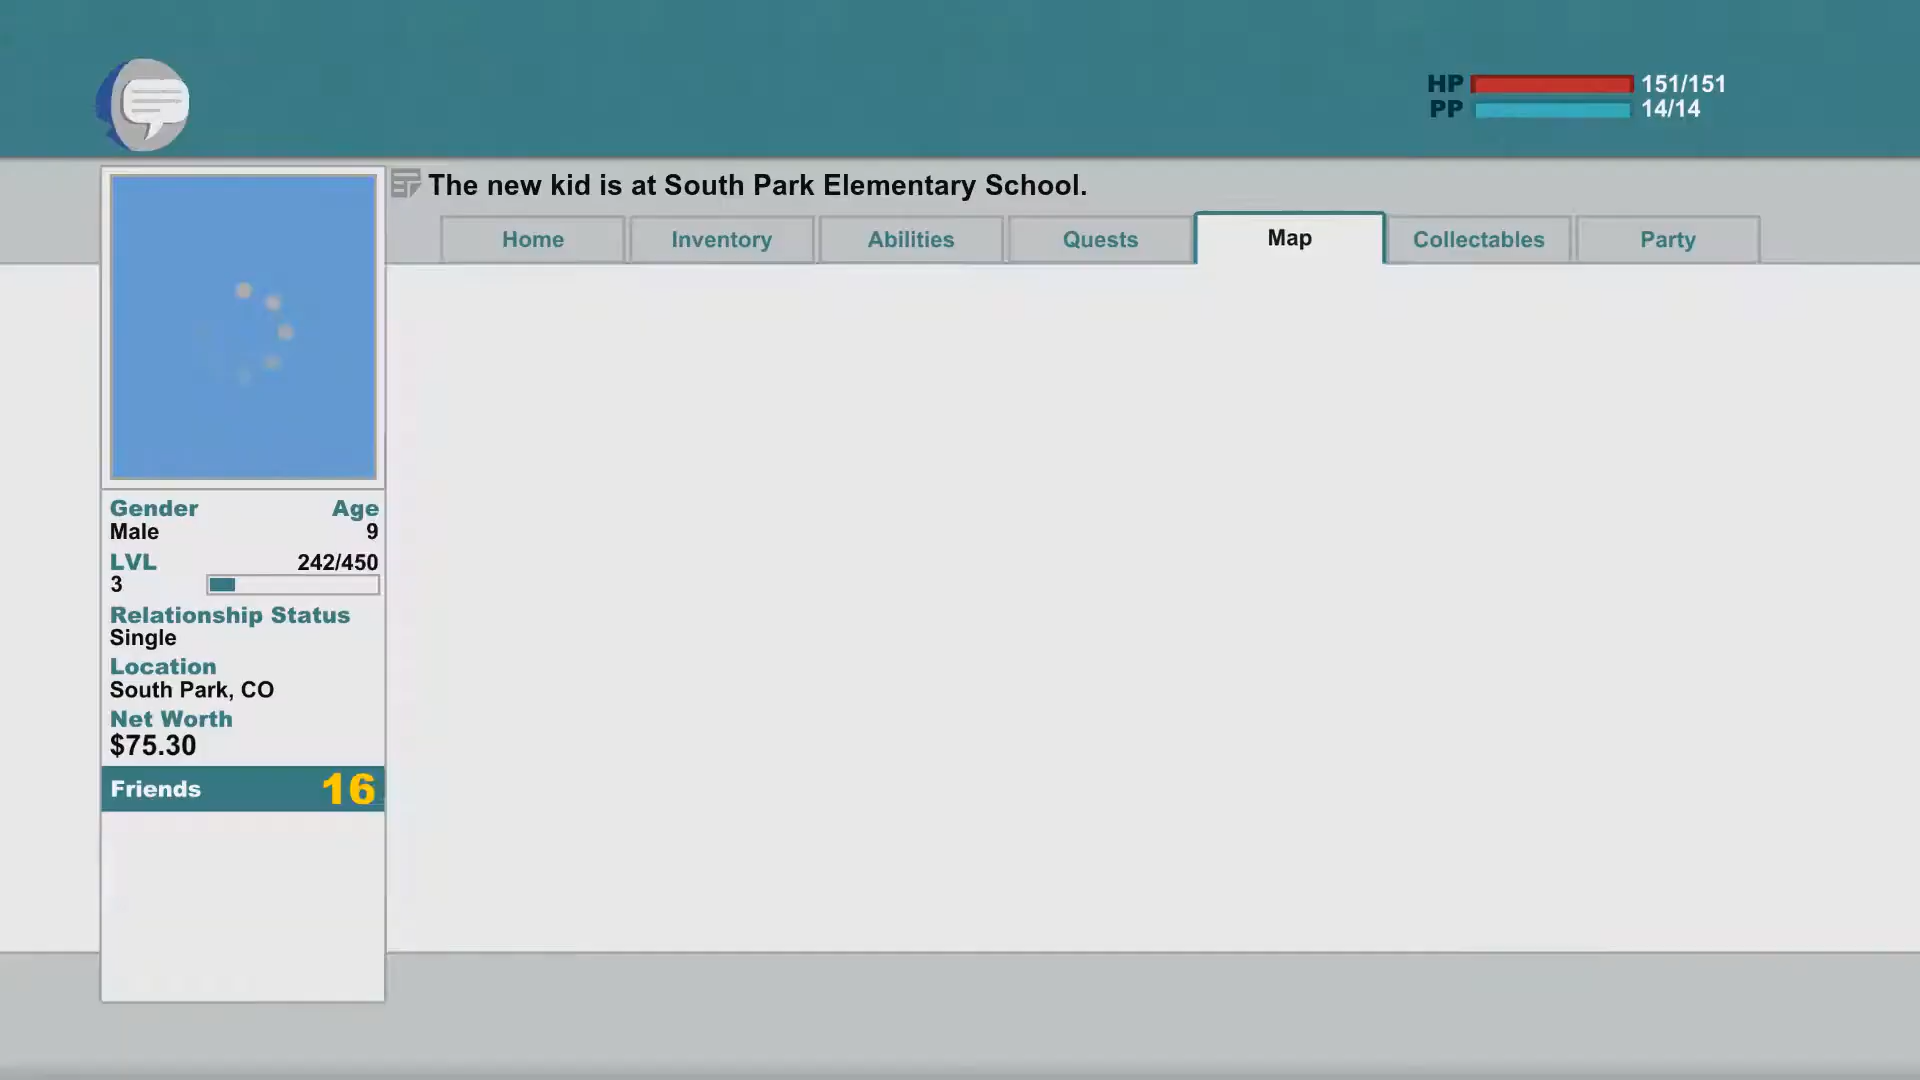 HP 151/151
PP 14/14
The new kid is at South Park Elementary School.
Home Inventory Abilities Quests Map Collectables Party
Gender Age
Male 9
LVL 242/450
3
Relationship Status
Single
Location
South Park, CO
Net Worth
$75.30
Friends 16